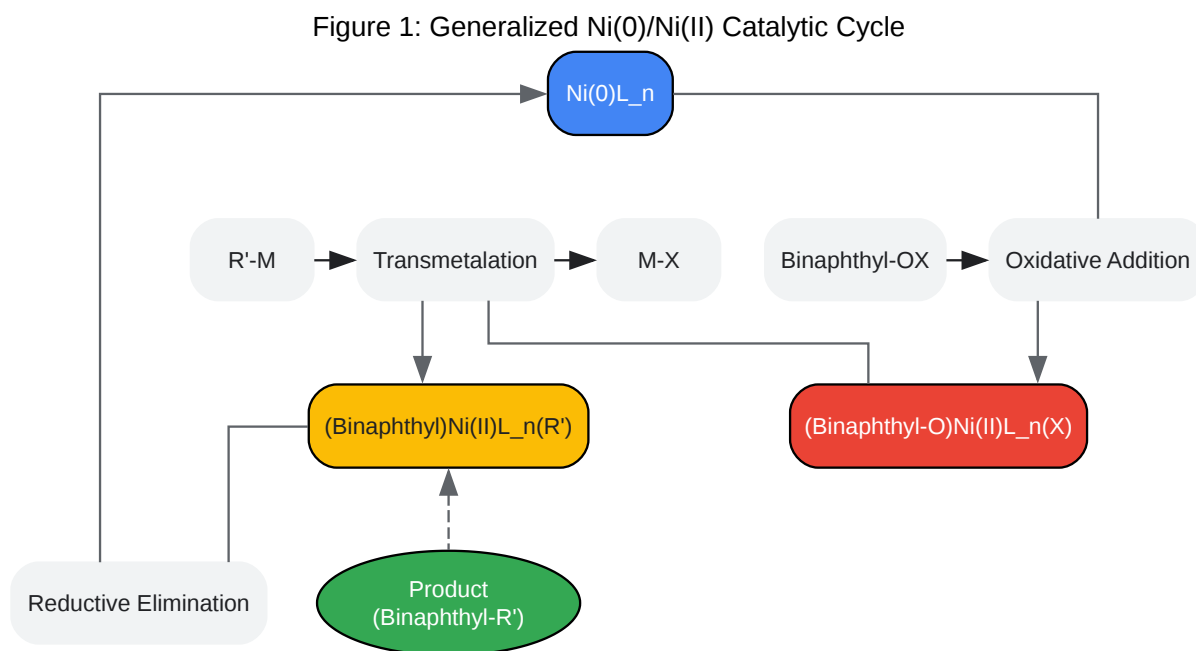 Figure 1: Generalized Ni(0)/Ni(II) Catalytic Cycle
Ni(0)L_n
R'-M
Transmetalation
M-X
Binaphthyl-OX
Oxidative Addition
(Binaphthyl)Ni(II)L_n(R')
(Binaphthyl-O)Ni(II)L_n(X)
Reductive Elimination
Product
(Binaphthyl-R')